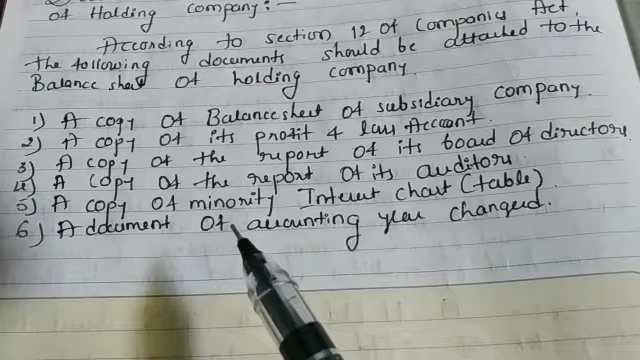 of Holding company:-
According to section 12 of Companies Act,
the following documents should be attached to the
Balance sheet of holding company.
1) A copy of Balance sheet of subsidiary company.
2) A copy of its profit & loss Account.
3) A copy of the report of its board of directory.
4) A copy of the report of its auditors.
5) A copy of minority Interest chart (table)
6) A document of accounting year changed.